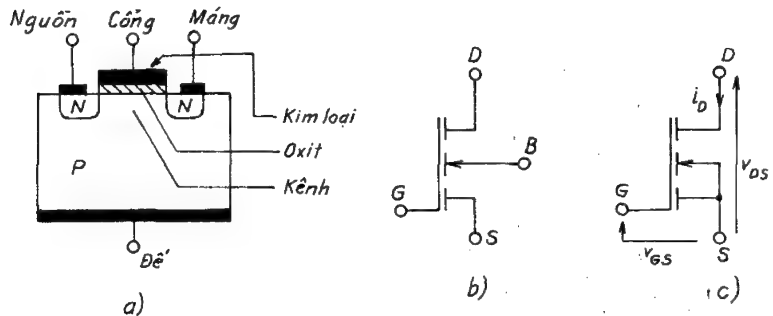 Nguồn Cổng Máng
N N
P
Kim loại
Oxit
Kênh
Đế
a)
D
B
G
S
b)
D
i_D
G
v_DS
v_GS
S
c)